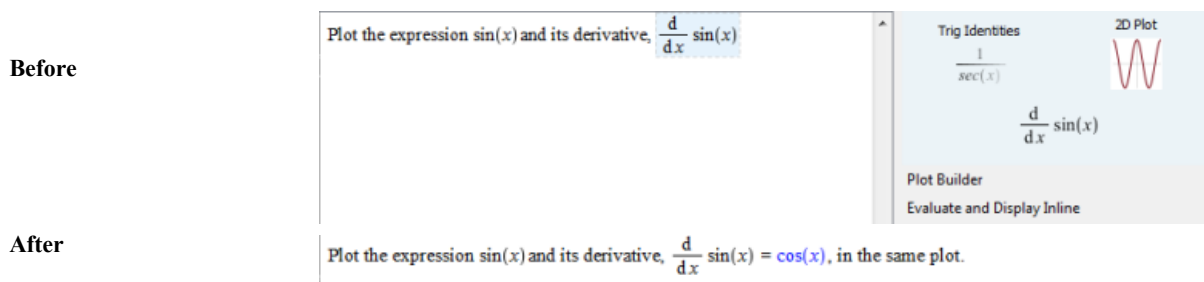 Before
Plot the expression sin(x) and its derivative, d/dx sin(x)
Trig Identities
1/sec(x)
2D Plot
d/dx sin(x)
Plot Builder
Evaluate and Display Inline
After
Plot the expression sin(x) and its derivative, d/dx sin(x) = cos(x), in the same plot.